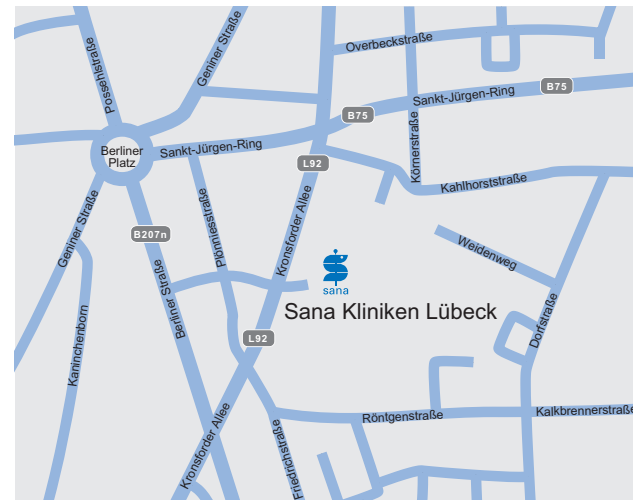 Possehlstraße
Geniner Straße
Overbeckstraße
B75
Sankt-Jürgen-Ring
B75
Körnerstraße
Berliner
Platz
Sankt-Jürgen-Ring
L92
Kahlhorststraße
Geniner Straße
B207n
Plönniesstraße
Kronsforder Allee
Weidenweg
sana
Sana Kliniken Lübeck
Berliner Straße
L92
Dorfstraße
Kaninchenborn
Kronsforder Allee
Friedrichstraße
Röntgenstraße
Kalkbrennerstraße